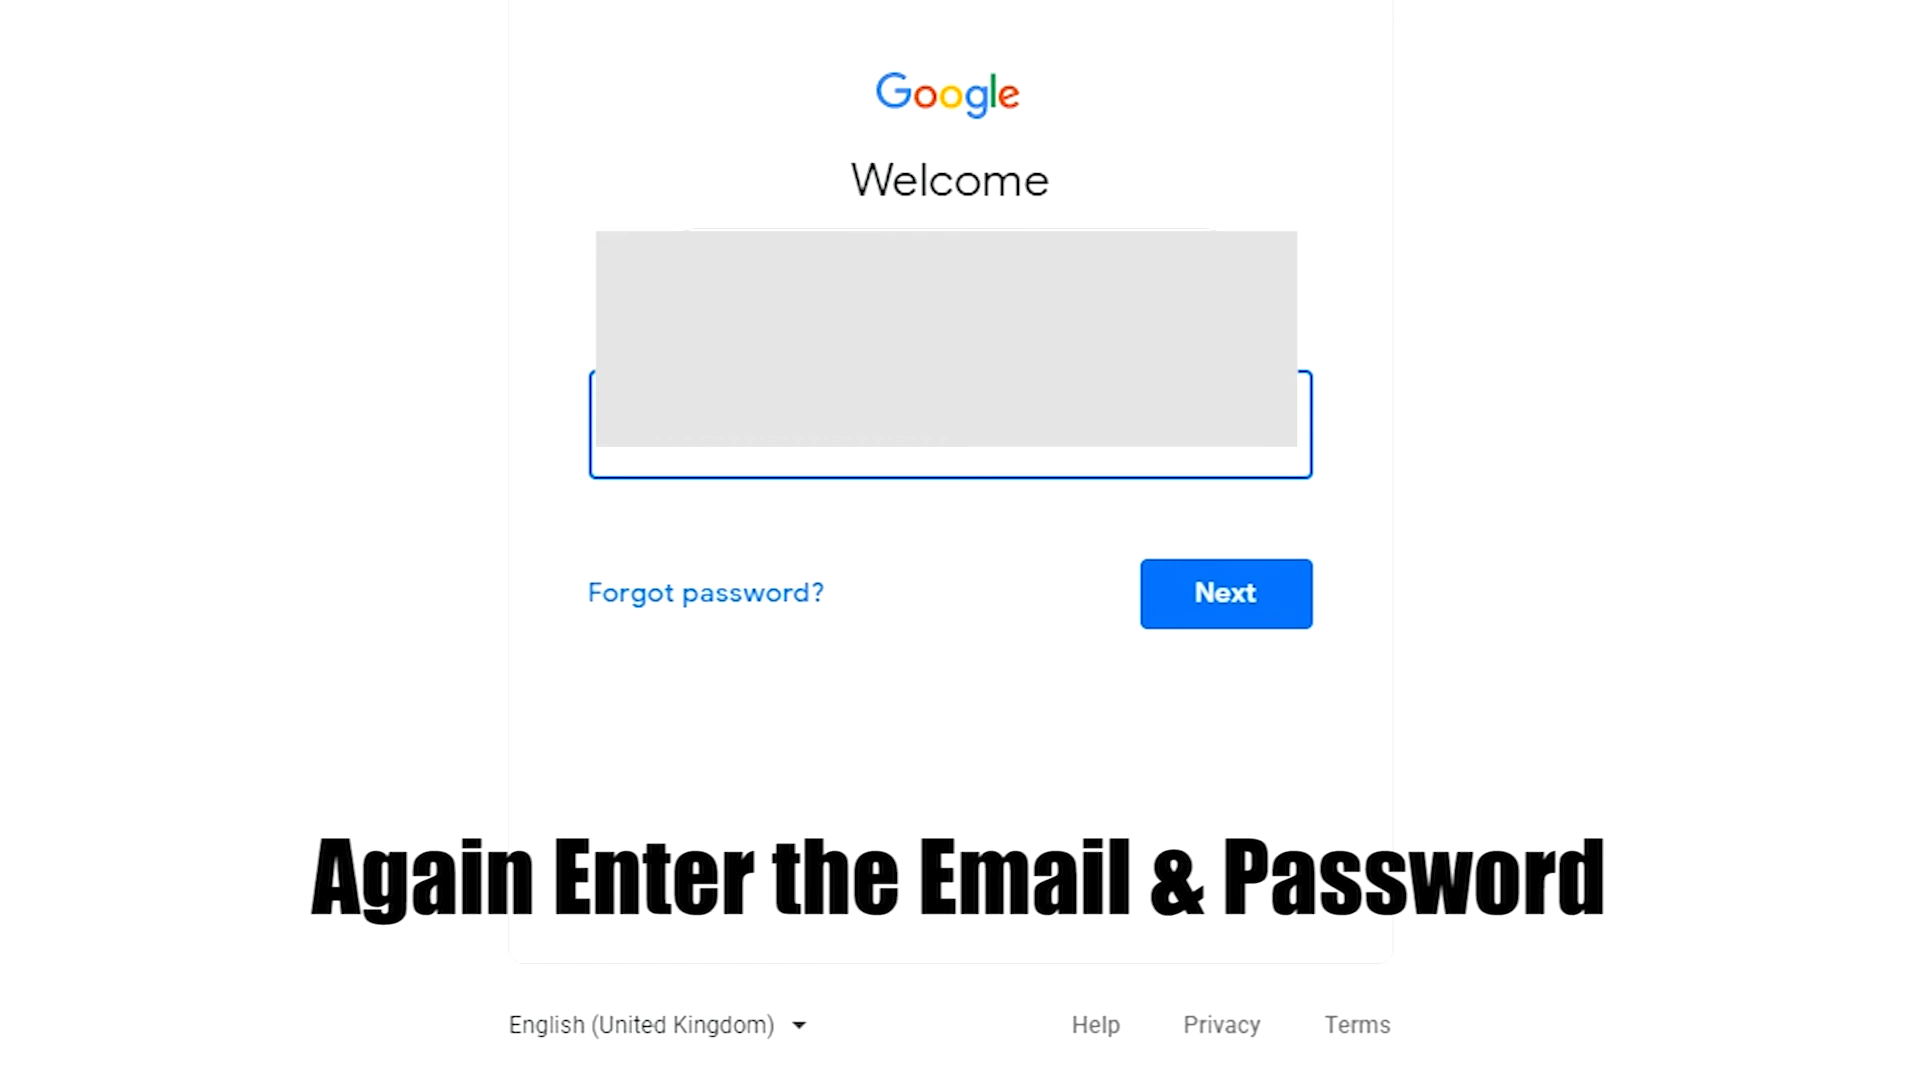 Google
Welcome
Forgot password?
Next
Again Enter the Email & Password
English (United Kingdom)
Help
Privacy
Terms